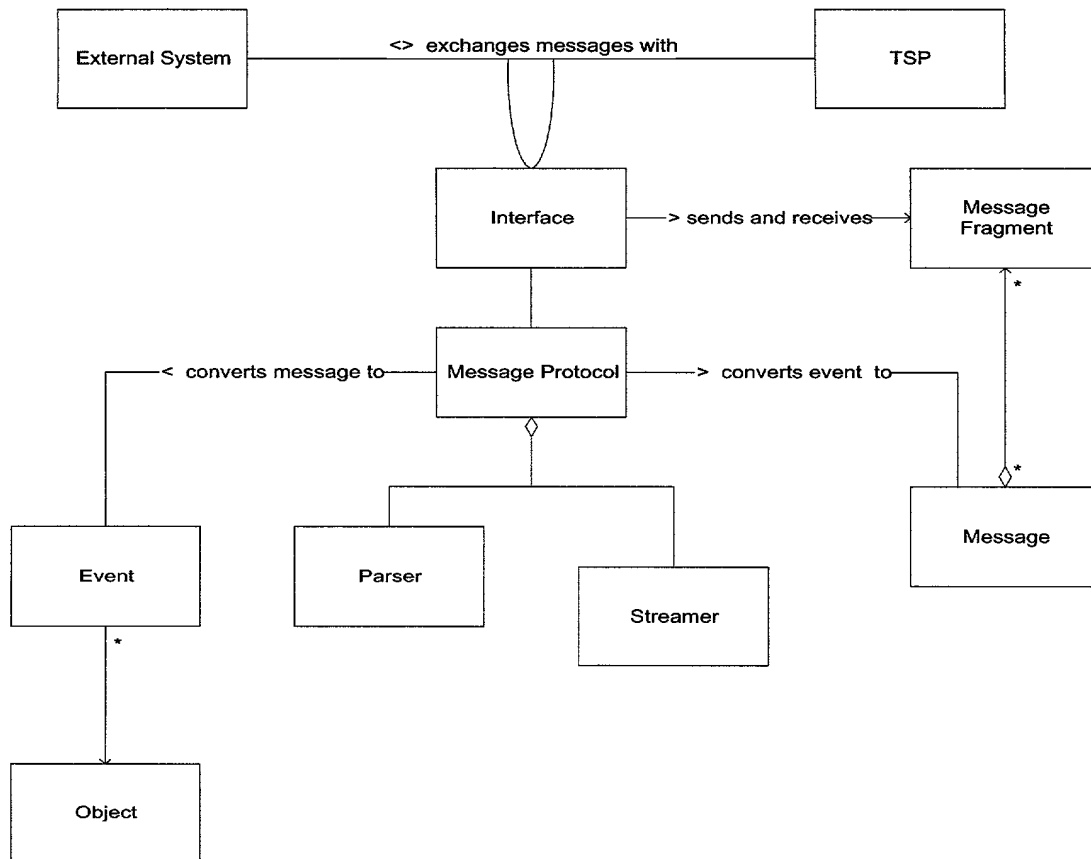 External System
<> exchanges messages with
TSP
Interface
> sends and receives
Message
Fragment
*
< converts message to
Message Protocol
> converts event to
*
Message
Event
Parser
Streamer
*
Object